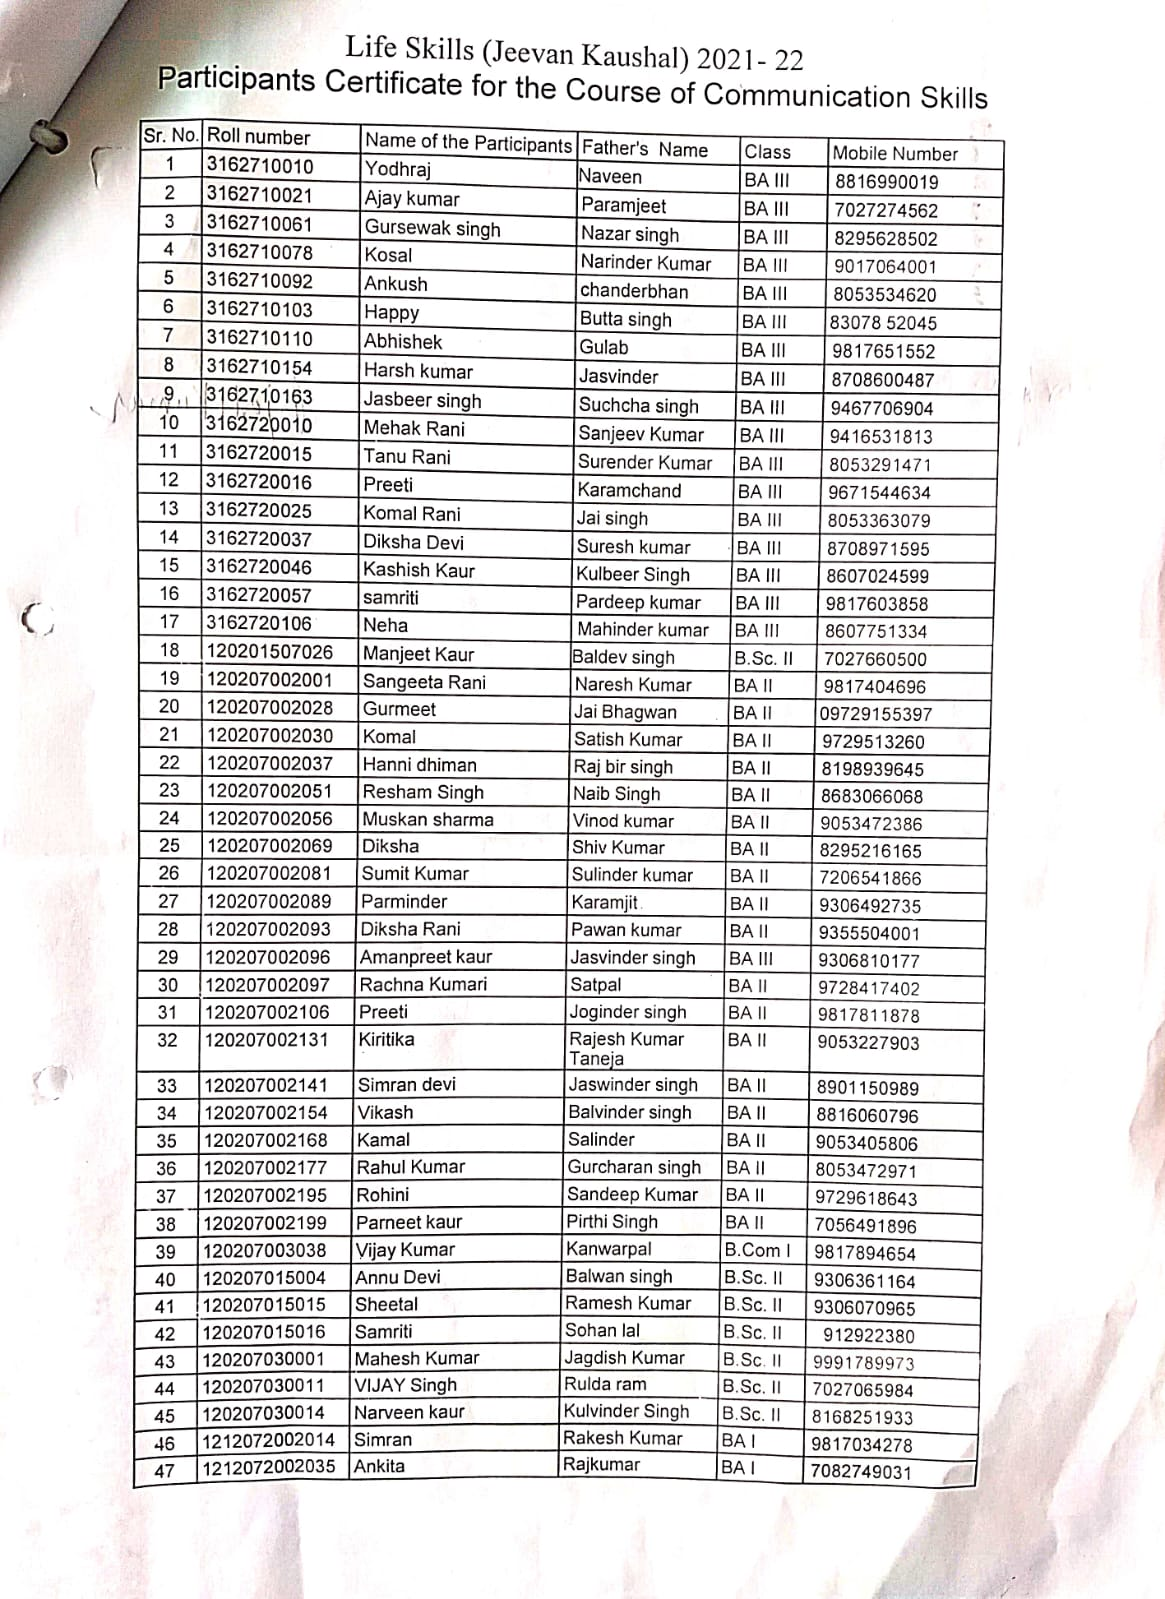 Life Skills (Jeevan Kaushal) 2021- 22
Participants Certificate for the Course of Communication Skills
Sr. No. Roll number Name of the Participants Father's Name Class Mobile Number
1 3162710010 Yodhraj Naveen BA III 8816990019
2 3162710021 Ajay kumar Paramjeet BA III 7027274562
3 3162710061 Gursewak singh Nazar singh BA III 8295628502
4 3162710078 Kosal Narinder Kumar BA III 9017064001
5 3162710092 Ankush chanderbhan BA III 8053534620
6 3162710103 Happy Butta singh BA III 83078 52045
7 3162710110 Abhishek Gulab BA III 9817651552
8 3162710154 Harsh kumar Jasvinder BA III 8708600487
9 3162710163 Jasbeer singh Suchcha singh BA III 9467706904
10 3162720010 Mehak Rani Sanjeev Kumar BA III 9416531813
11 3162720015 Tanu Rani Surender Kumar BA III 8053291471
12 3162720016 Preeti Karamchand BA III 9671544634
13 3162720025 Komal Rani Jai singh BA III 8053363079
14 3162720037 Diksha Devi Suresh kumar BA III 8708971595
15 3162720046 Kashish Kaur Kulbeer Singh BA III 8607024599
16 3162720057 samriti Pardeep kumar BA III 9817603858
17 3162720106 Neha Mahinder kumar BA III 8607751334
18 120201507026 Manjeet Kaur Baldev singh B.Sc. II 7027660500
19 120207002001 Sangeeta Rani Naresh Kumar BA II 9817404696
20 120207002028 Gurmeet Jai Bhagwan BA II 09729155397
21 120207002030 Komal Satish Kumar BA II 9729513260
22 120207002037 Hanni dhiman Raj bir singh BA II 8198939645
23 120207002051 Resham Singh Naib Singh BA II 8683066068
24 120207002056 Muskan sharma Vinod kumar BA II 9053472386
25 120207002069 Diksha Shiv Kumar BA II 8295216165
26 120207002081 Sumit Kumar Sulinder kumar BA II 7206541866
27 120207002089 Parminder Karamjit BA II 9306492735
28 120207002093 Diksha Rani Pawan kumar BA II 9355504001
29 120207002096 Amanpreet kaur Jasvinder singh BA III 9306810177
30 120207002097 Rachna Kumari Satpal BA II 9728417402
31 120207002106 Preeti Joginder singh BA II 9817811878
32 120207002131 Kiritika Rajesh Kumar BA II 9053227903
Taneja
33 120207002141 Simran devi Jaswinder singh BA II 8901150989
34 120207002154 Vikash Balvinder singh BA II 8816060796
35 120207002168 Kamal Salinder BA II 9053405806
36 120207002177 Rahul Kumar Gurcharan singh BA II 8053472971
37 120207002195 Rohini Sandeep Kumar BA II 9729618643
38 120207002199 Parneet kaur Pirthi Singh BA II 7056491896
39 120207003038 Vijay Kumar Kanwarpal B.Com I 9817894654
40 120207015004 Annu Devi Balwan singh B.Sc. II 9306361164
41 120207015015 Sheetal Ramesh Kumar B.Sc. II 9306070965
42 120207015016 Samriti Sohan lal B.Sc. II 912922380
43 120207030001 Mahesh Kumar Jagdish Kumar B.Sc. II 9991789973
44 120207030011 VIJAY Singh Rulda ram B.Sc. II 7027065984
45 120207030014 Narveen kaur Kulvinder Singh B.Sc. II 8168251933
46 1212072002014 Simran Rakesh Kumar BA I 9817034278
47 1212072002035 Ankita Rajkumar BA I 7082749031